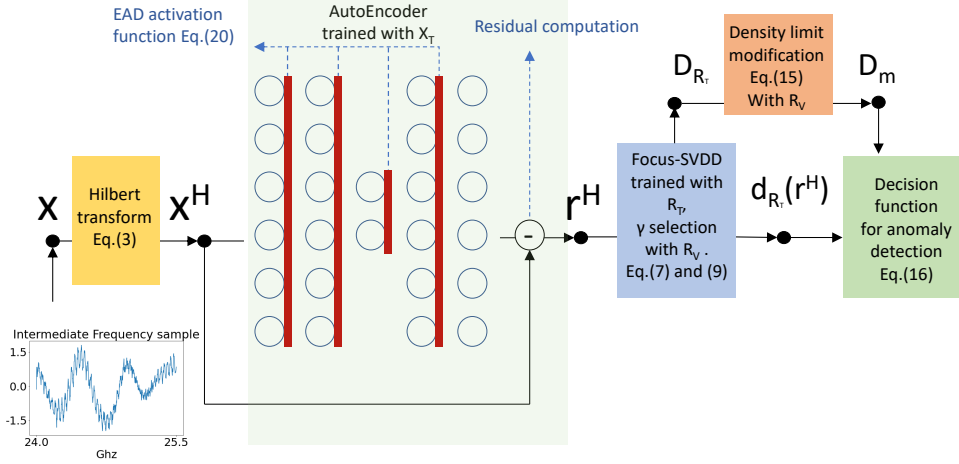 EAD activation
function Eq.(20)
AutoEncoder
trained with X_T
Residual computation
D_{R_T}
Density limit
modification
Eq.(15)
With R_V
D_m
X
Hilbert
transform
Eq.(3)
X^H
-
r^H
Focus-SVDD
trained with
R_T,
γ selection
with R_V .
Eq.(7) and (9)
d_{R_T}(r^H)
Decision
function
for anomaly
detection
Eq.(16)
Intermediate Frequency sample
1.5
0.0
-1.5
24.0
25.5
Ghz